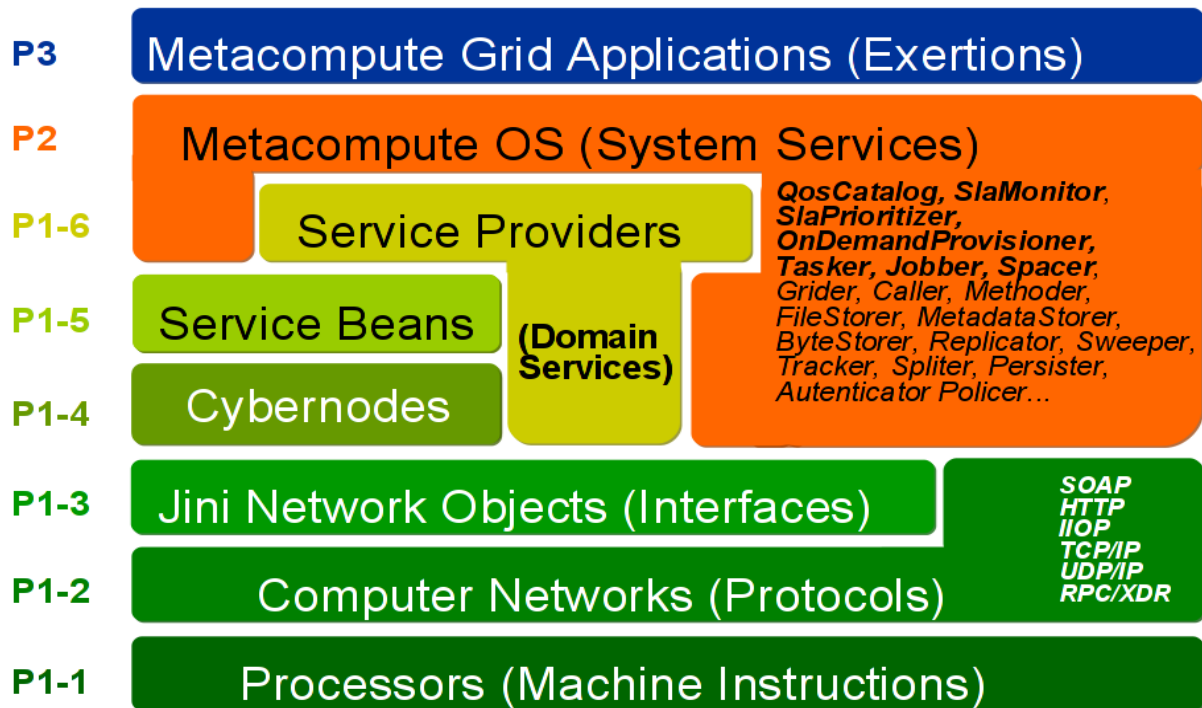 P3 Metacompute Grid Applications (Exertions)
P2 Metacompute OS (System Services)
QosCatalog, SlaMonitor,
SlaPrioritizer,
OnDemandProvisioner,
Tasker, Jobber, Spacer,
Grider, Caller, Methoder,
FileStorer, MetadataStorer,
ByteStorer, Replicator, Sweeper,
Tracker, Spliter, Persister,
Autenticator Policer...
P1-6 Service Providers
(Domain
Services)
P1-5 Service Beans
P1-4 Cybernodes
P1-3 Jini Network Objects (Interfaces)
SOAP
HTTP
IIOP
TCP/IP
UDP/IP
RPC/XDR
P1-2 Computer Networks (Protocols)
P1-1 Processors (Machine Instructions)